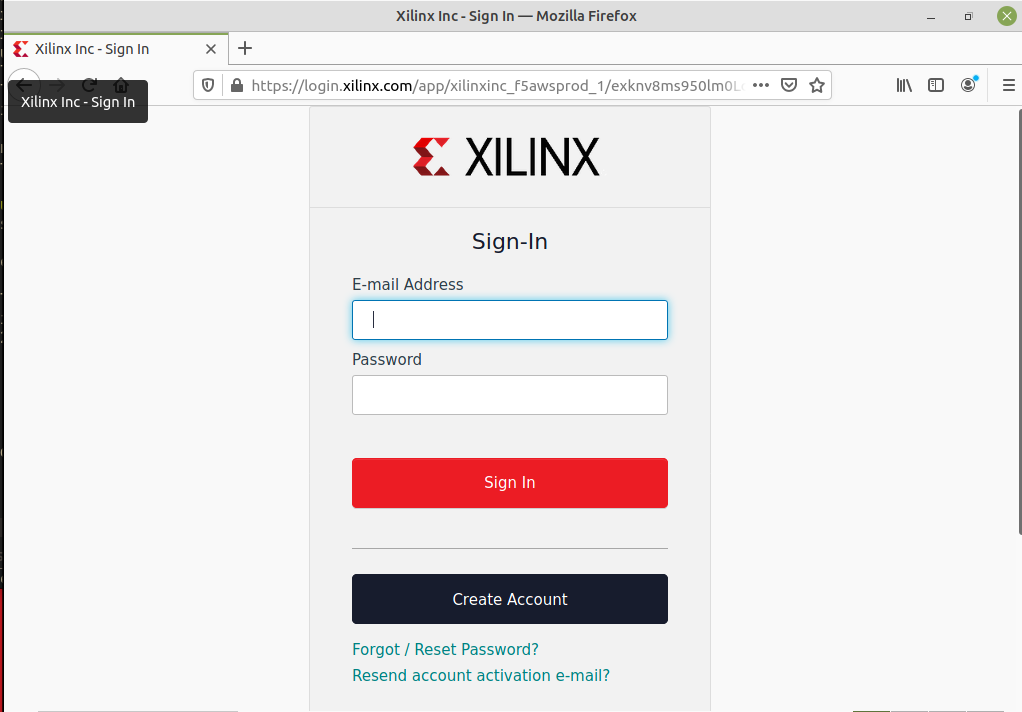 Xilinx Inc - Sign In — Mozilla Firefox
Xilinx Inc - Sign In
https://login.xilinx.com/app/xilinxinc_f5awsprod_1/exknv8ms950lm0L
Xilinx Inc - Sign In
XILINX
Sign-In
E-mail Address
Password
Sign In
Create Account
Forgot / Reset Password?
Resend account activation e-mail?